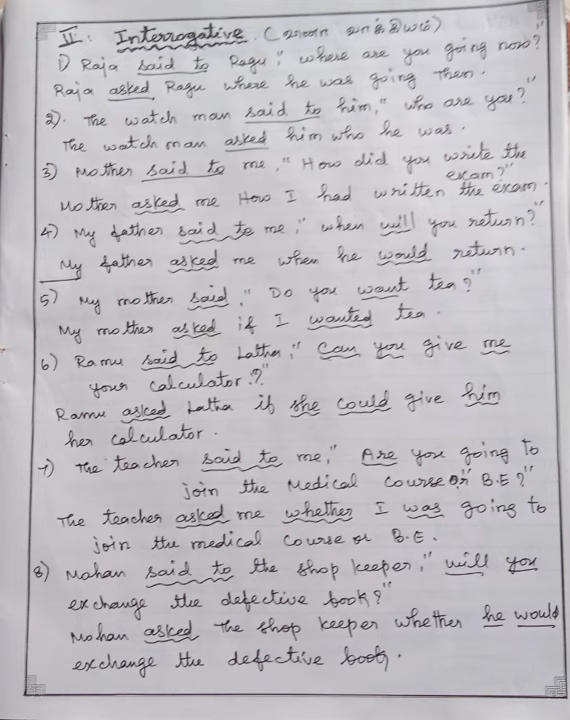 II: Interrogative. (வினா வாக்கியம்)
1) Raja said to Ragu," where are you going now?"
Raja asked Ragu where he was going then.
2). The watch man said to him," who are you?"
The watch man asked him who he was.
3) Mother said to me," How did you write the
exam?"
Mother asked me How I had written the exam.
4) My father said to me," when will you return?"
My father asked me when he would return.
5) My mother said," Do you want tea?"
My mother asked if I wanted tea.
6) Ramu said to Latha," Can you give me
your calculator.?"
Ramu asked Latha if she could give him
her calculator.
7) The teacher said to me," Are you going to
join the Medical Course or B.E?"
The teacher asked me whether I was going to
join the medical course or B.E.
8) Mohan said to the shop keeper," will you
exchange the defective book?"
Mohan asked the shop keeper whether he would
exchange the defective book.